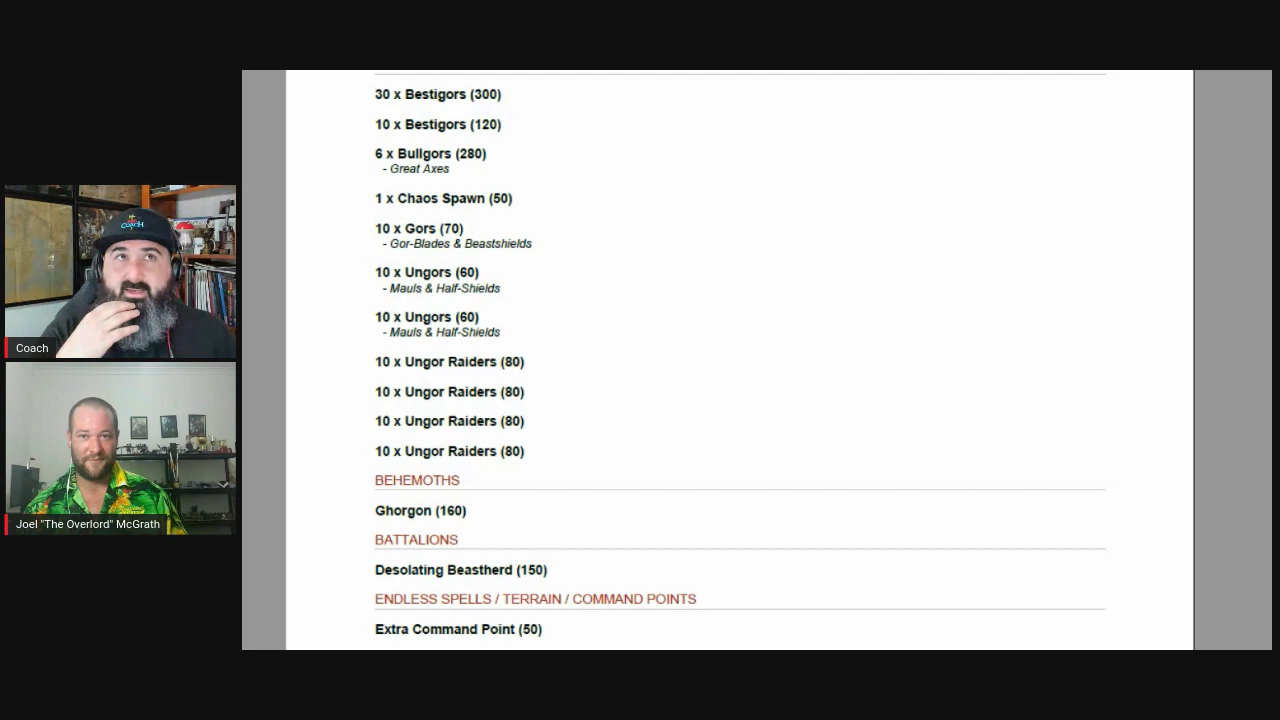 30 x Bestigors (300)
10 x Bestigors (120)
6 x Bullgors (280)
- Great Axes
1 x Chaos Spawn (50)
10 x Gors (70)
- Gor-Blades & Beastshields
10 x Ungors (60)
- Mauls & Half-Shields
10 x Ungors (60)
- Mauls & Half-Shields
10 x Ungor Raiders (80)
10 x Ungor Raiders (80)
10 x Ungor Raiders (80)
10 x Ungor Raiders (80)
BEHEMOTHS
Ghorgon (160)
BATTALIONS
Desolating Beastherd (150)
ENDLESS SPELLS / TERRAIN / COMMAND POINTS
Extra Command Point (50)
COACH
Coach
Joel "The Overlord" McGrath